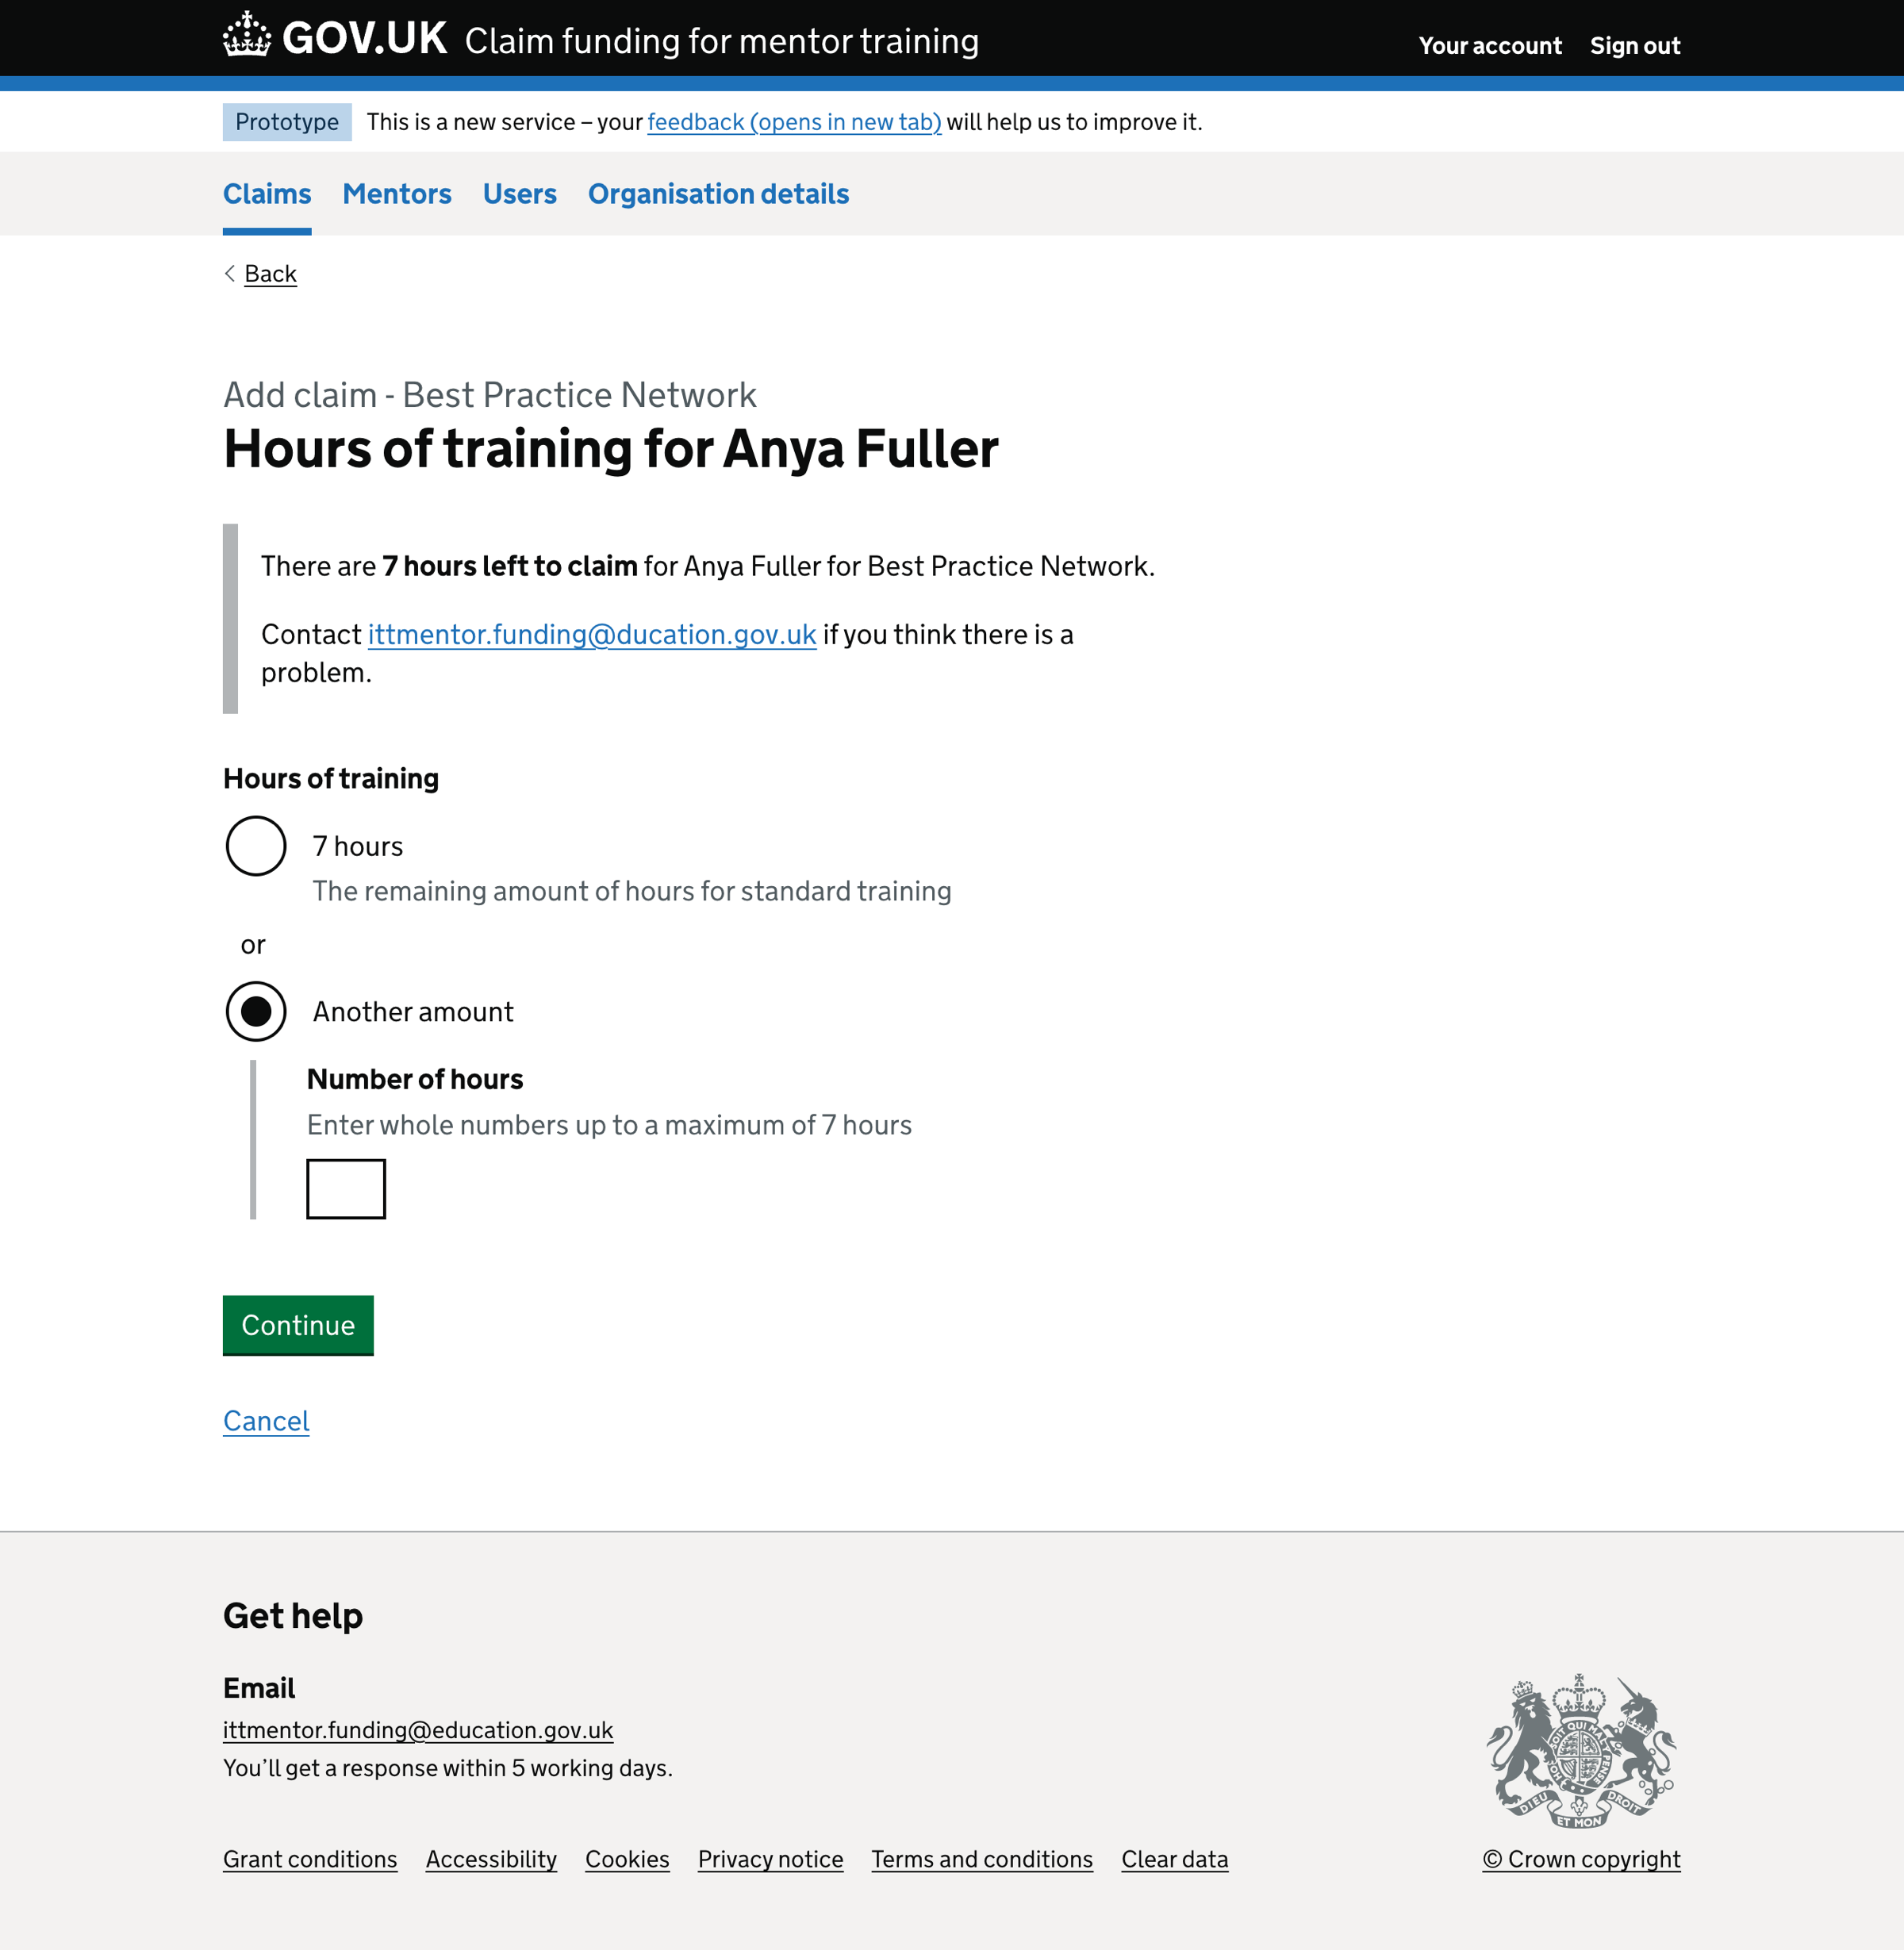 GOV.UK Claim funding for mentor training
Your account Sign out
Prototype This is a new service – your feedback (opens in new tab) will help us to improve it.
Claims Mentors Users Organisation details
Back
Add claim - Best Practice Network
Hours of training for Anya Fuller
There are 7 hours left to claim for Anya Fuller for Best Practice Network.
Contact ittmentor.funding@ducation.gov.uk if you think there is a
problem.
Hours of training
7 hours
The remaining amount of hours for standard training
or
Another amount
Number of hours
Enter whole numbers up to a maximum of 7 hours
Continue
Cancel
Get help
Email
ittmentor.funding@education.gov.uk
You’ll get a response within 5 working days.
DIEU ET MON DROIT
Grant conditions Accessibility Cookies Privacy notice Terms and conditions Clear data
© Crown copyright